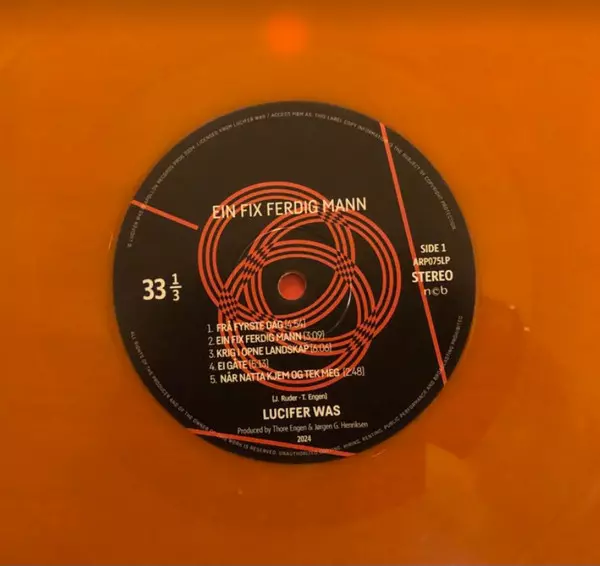 EIN FIX FERDIG MANN
SIDE 1
ARP075LP
STEREO
ncb
33 1/3
1. FRÅ FYRSTE DAG (4:54)
2. EIN FIX FERDIG MANN (3:09)
3. KRIG I OPNE LANDSKAP (6:06)
4. EI GÅTE (5:13)
5. NÅR NATTA KJEM OG TEK MEG (2:48)
(J. Ruder - T. Engen)
LUCIFER WAS
Produced by Thore Engen & Jørgen G. Henriksen
2024